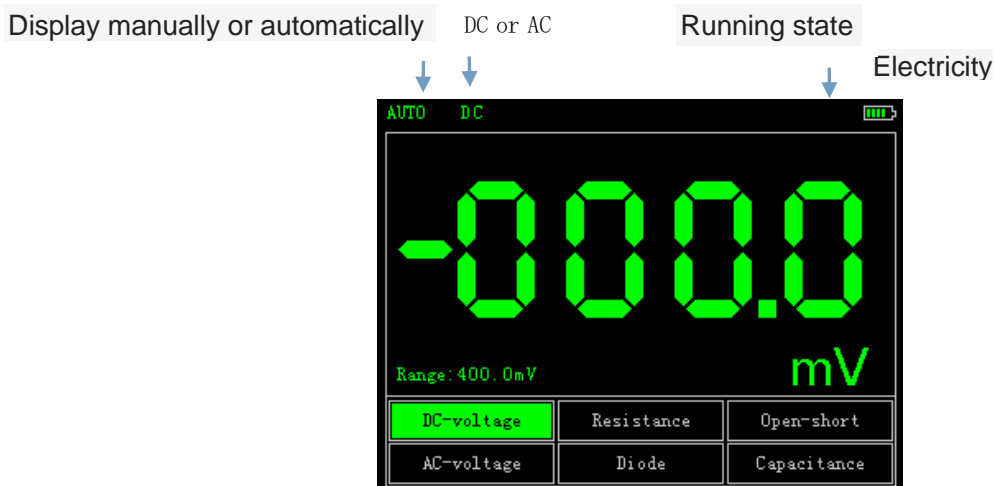 Display manually or automatically DC or AC Running state
Electricity
AUTO DC
-000.0
Range:400.0mV mV
DC-voltage Resistance Open-short
AC-voltage Diode Capacitance